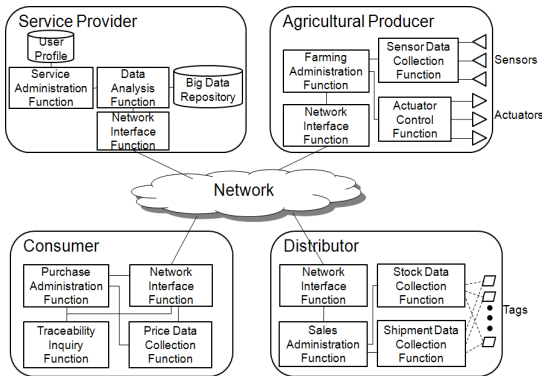 Service Provider
User
Profile
Service
Administration
Function
Data
Analysis
Function
Big Data
Repository
Network
Interface
Function
Agricultural Producer
Farming
Administration
Function
Sensor Data
Collection
Function
Sensors
Network
Interface
Function
Actuator
Control
Function
Actuators
Network
Consumer
Purchase
Administration
Function
Network
Interface
Function
Traceability
Inquiry
Function
Price Data
Collection
Function
Distributor
Network
Interface
Function
Stock Data
Collection
Function
Tags
Sales
Administration
Function
Shipment Data
Collection
Function